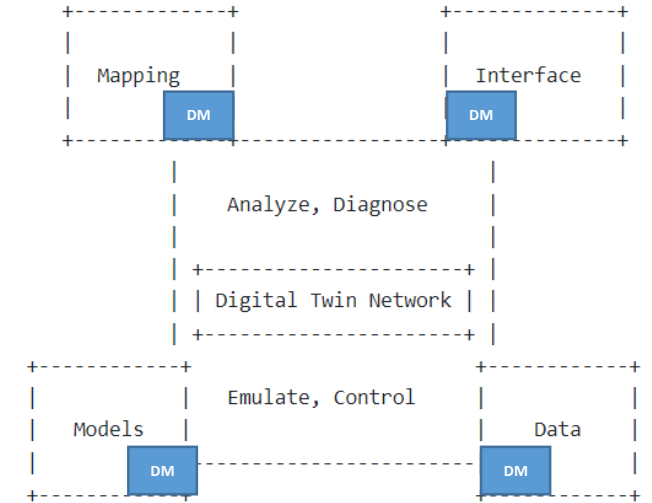 Mapping
Interface
DM
DM
Analyze, Diagnose
Digital Twin Network
Emulate, Control
Models
Data
DM
DM